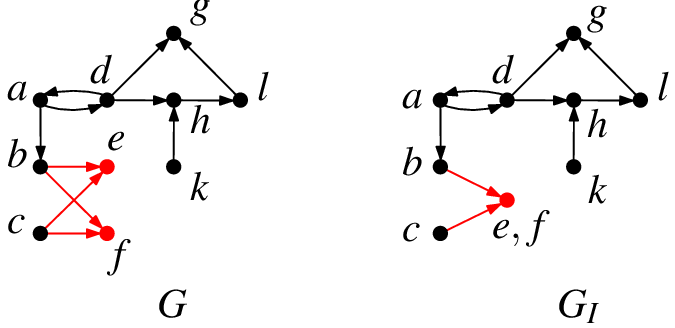 g g
a d l a d l
h h
b e b
k k
c c e, f
f
G G_I